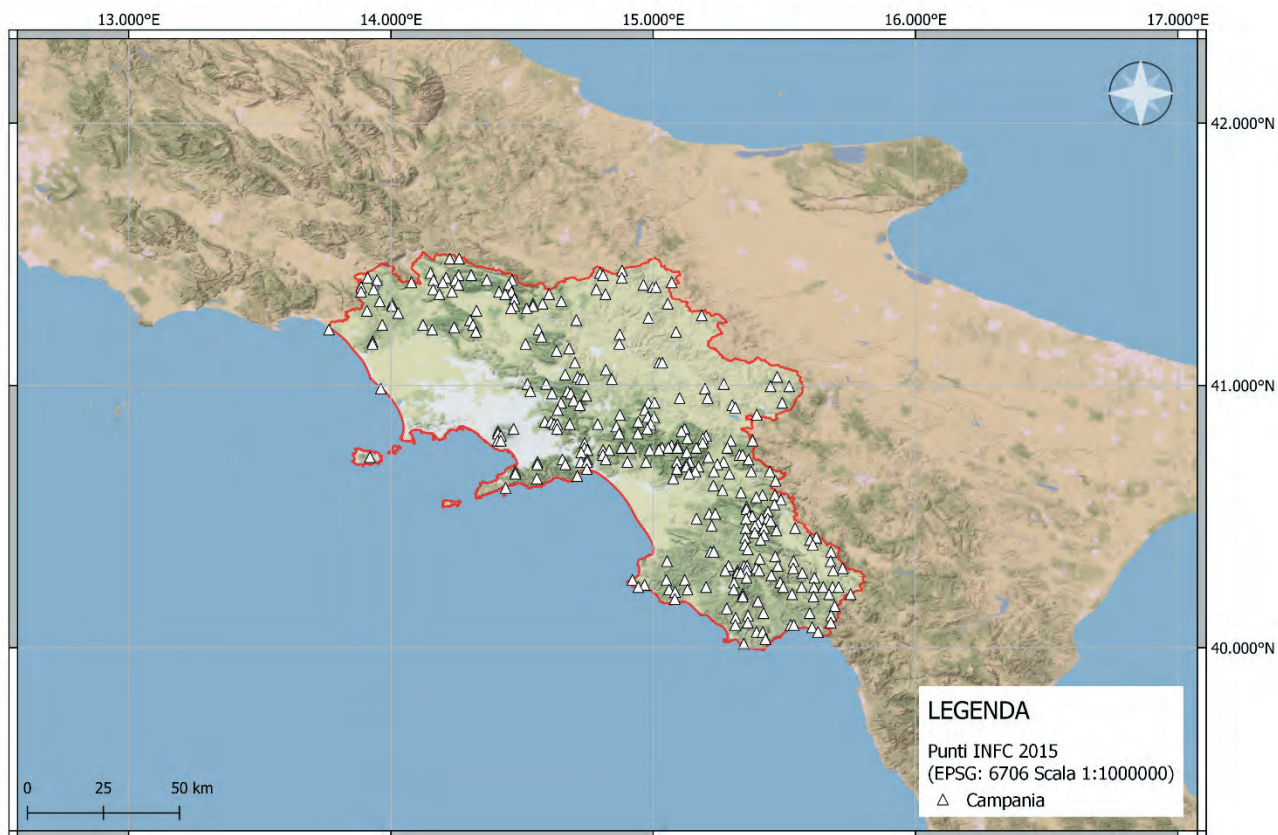 13.000°E 14.000°E 15.000°E 16.000°E 17.000°E
42.000°N
41.000°N
40.000°N
LEGENDA
Punti INFC 2015
(EPSG: 6706 Scala 1:1000000)
Campania
0 25 50 km